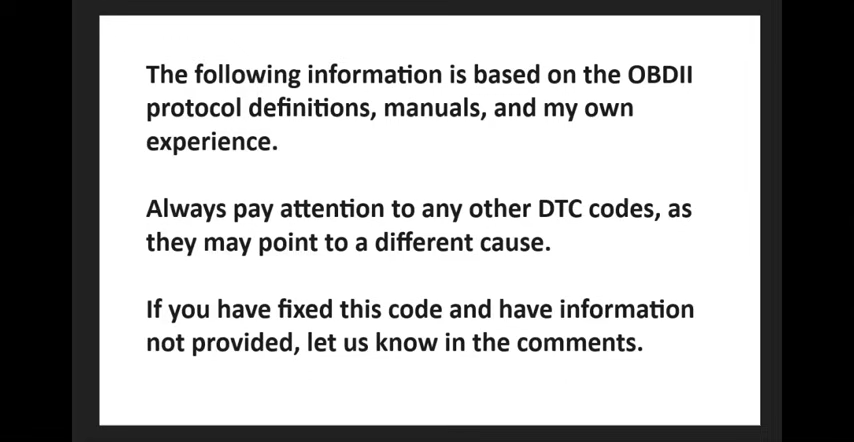 The following information is based on the OBDII
protocol definitions, manuals, and my own
experience.
Always pay attention to any other DTC codes, as
they may point to a different cause.
If you have fixed this code and have information
not provided, let us know in the comments.